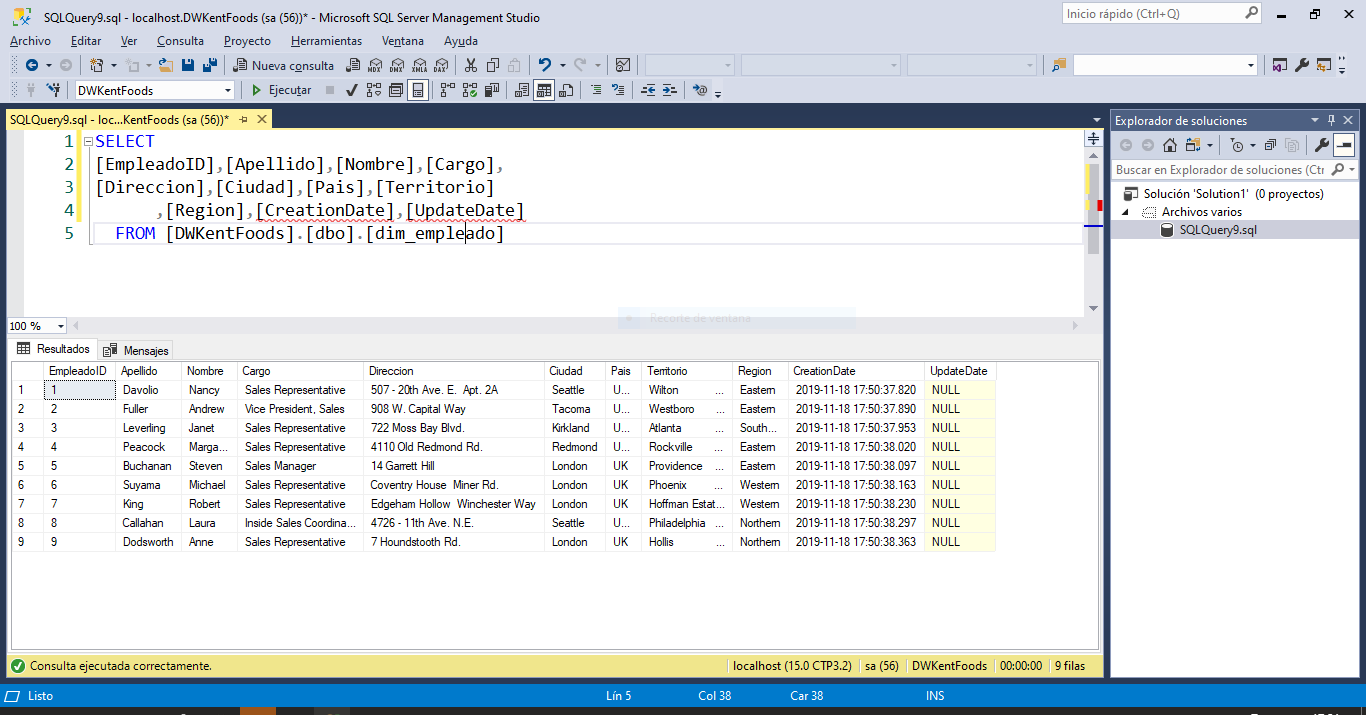 SQLQuery9.sql - localhost.DWKentFoods (sa (56))* - Microsoft SQL Server Management Studio
Inicio rápido (Ctrl+Q)
Archivo Editar Ver Consulta Proyecto Herramientas Ventana Ayuda
Nueva consulta MDX DMX XMLA DAX
DWKentFoods Ejecutar
SQLQuery9.sql - loc...KentFoods (sa (56))*
1 SELECT
2 [EmpleadoID],[Apellido],[Nombre],[Cargo],
3 [Direccion],[Ciudad],[Pais],[Territorio]
4 ,[Region],[CreationDate],[UpdateDate]
5 FROM [DWKentFoods].[dbo].[dim_empleado]
Recorte de ventana
100 %
Resultados Mensajes
EmpleadoID Apellido Nombre Cargo Direccion Ciudad Pais Territorio Region CreationDate UpdateDate
1 1 Davolio Nancy Sales Representative 507 - 20th Ave. E. Apt. 2A Seattle U... Wilton ... Eastern 2019-11-18 17:50:37.820 NULL
2 2 Fuller Andrew Vice President, Sales 908 W. Capital Way Tacoma U... Westboro ... Eastern 2019-11-18 17:50:37.890 NULL
3 3 Leverling Janet Sales Representative 722 Moss Bay Blvd. Kirkland U... Atlanta ... South... 2019-11-18 17:50:37.953 NULL
4 4 Peacock Marga... Sales Representative 4110 Old Redmond Rd. Redmond U... Rockville ... Eastern 2019-11-18 17:50:38.020 NULL
5 5 Buchanan Steven Sales Manager 14 Garrett Hill London UK Providence ... Eastern 2019-11-18 17:50:38.097 NULL
6 6 Suyama Michael Sales Representative Coventry House Miner Rd. London UK Phoenix ... Western 2019-11-18 17:50:38.163 NULL
7 7 King Robert Sales Representative Edgeham Hollow Winchester Way London UK Hoffman Estat... Western 2019-11-18 17:50:38.230 NULL
8 8 Callahan Laura Inside Sales Coordina... 4726 - 11th Ave. N.E. Seattle U... Philadelphia ... Northern 2019-11-18 17:50:38.297 NULL
9 9 Dodsworth Anne Sales Representative 7 Houndstooth Rd. London UK Hollis ... Northern 2019-11-18 17:50:38.363 NULL
Consulta ejecutada correctamente. localhost (15.0 CTP3.2) sa (56) DWKentFoods 00:00:00 9 filas
Explorador de soluciones
Buscar en Explorador de soluciones (Ctr
Solución 'Solution1' (0 proyectos)
Archivos varios
SQLQuery9.sql
Listo Lín 5 Col 38 Car 38 INS